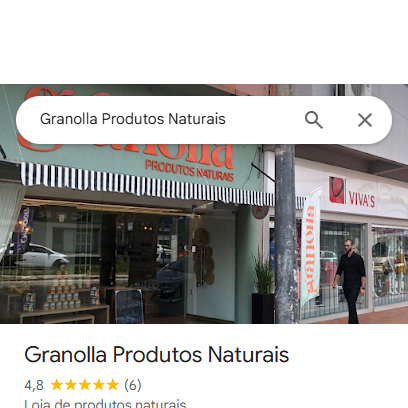 Granolla Produtos Naturais
granolla
PRODUTOS NATURAIS
VIVA'S
granolla
Granolla Produtos Naturais
4,8 (6)
Loja de produtos naturais